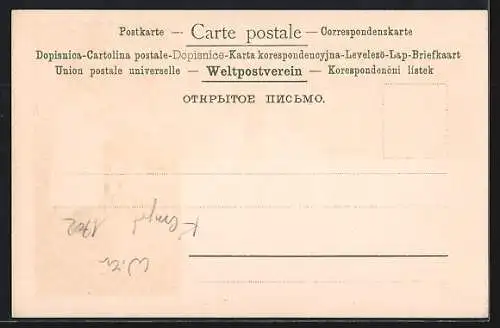 Postkarte — Carte postale — Correspondenzkarte
Dopisnica-Cartolina postale-Dopisnice-Karta korespondencyjna-Levelező-Lap-Briefkaart
Union postale universelle — Weltpostverein — Korespondenční lístek
ОТКРЫТОЕ ПИСЬМО.
1902